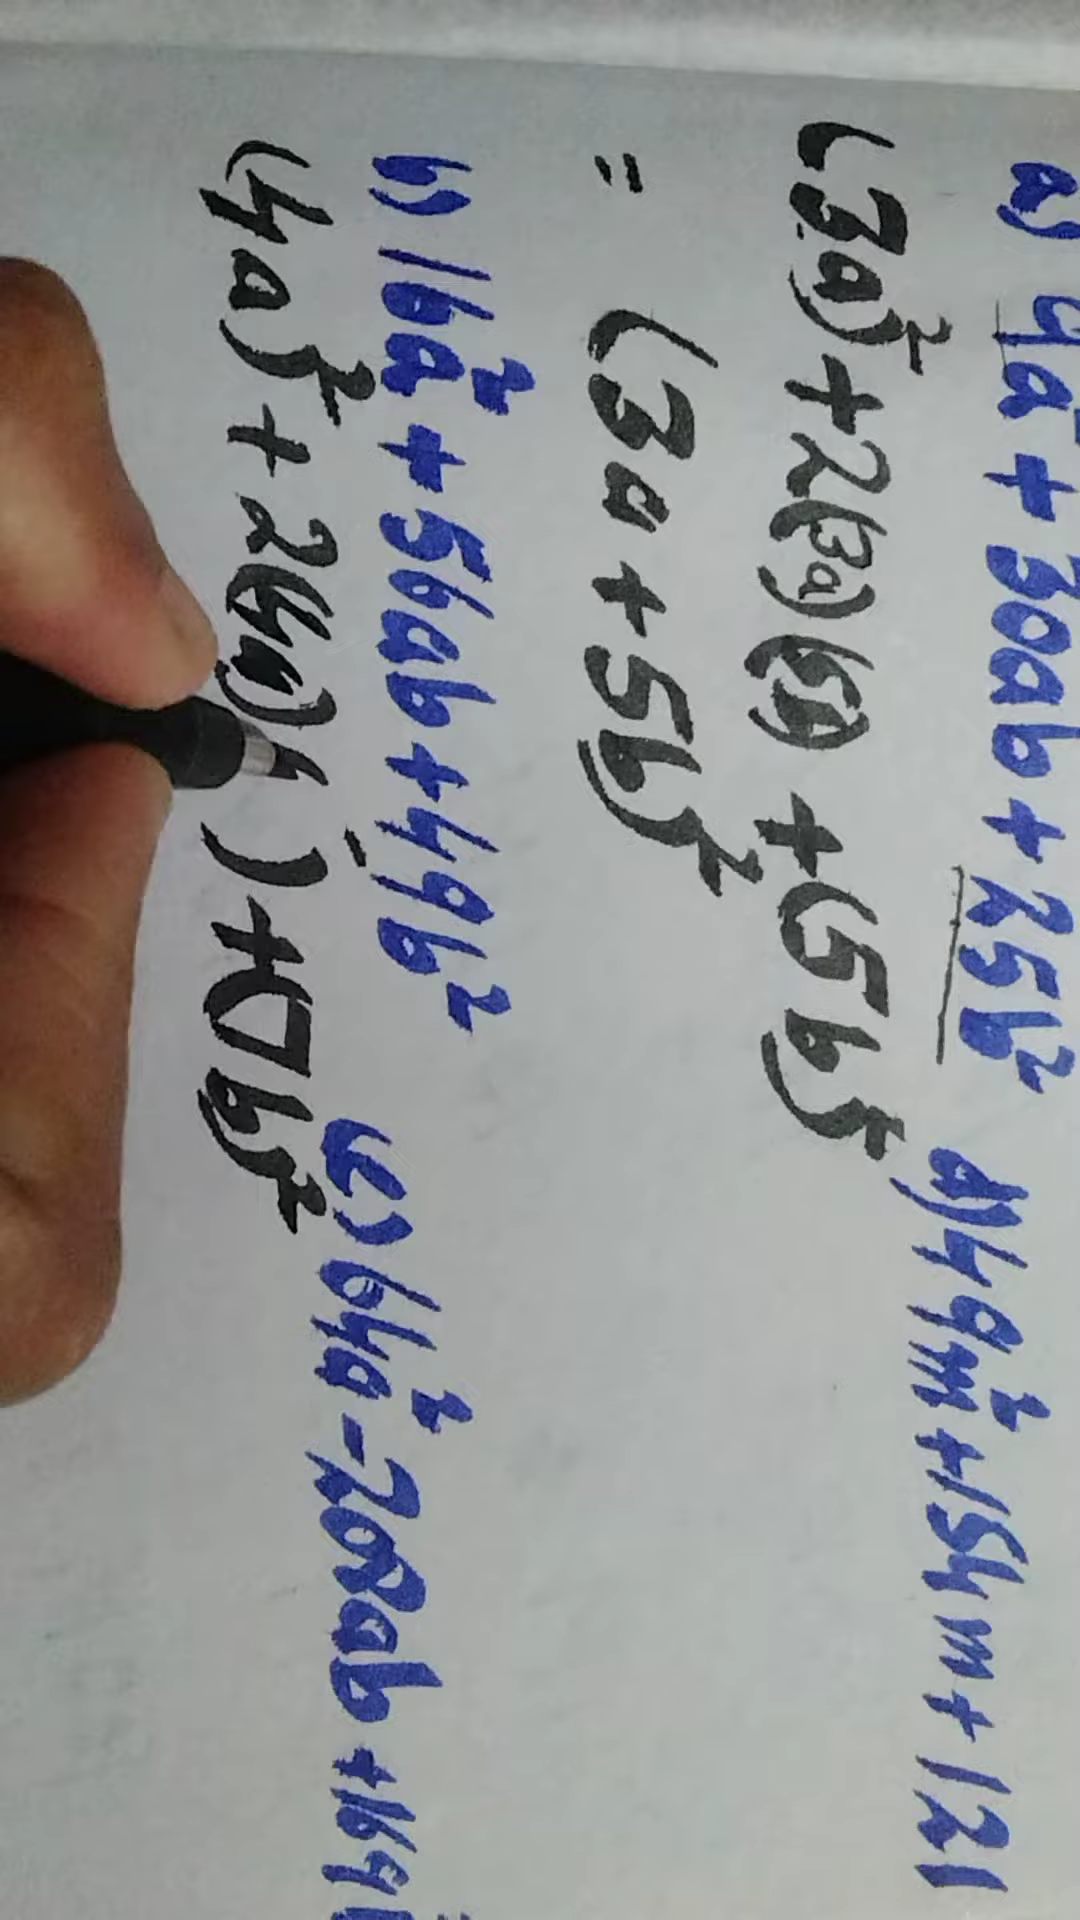 a) 9a² + 30ab + 25b²
(3a)² + 2(3a)(5b) + (5b)²
= (3a + 5b)²
b) 16a² + 56ab + 49b²
(4a)² + 2(4a)( ) + (7b)²
d) 49m² + 154m + 121
c) 64a² - 208ab + 169